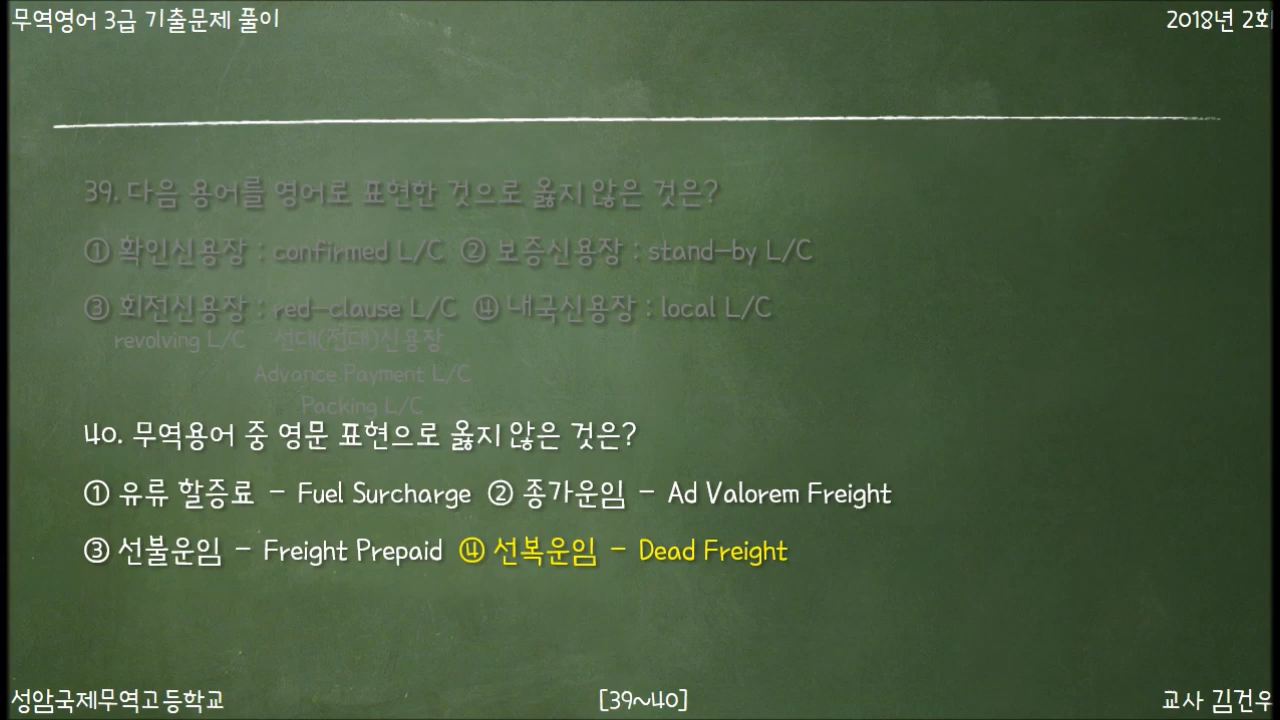 무역영어 3급 기출문제 풀이
2018년 2회
39. 다음 용어를 영어로 표현한 것으로 옳지 않은 것은?
① 확인신용장 : confirmed L/C ② 보증신용장 : stand-by L/C
③ 회전신용장 : red-clause L/C ④ 내국신용장 : local L/C
revolving L/C 선대(전대)신용장
Advance Payment L/C
Packing L/C
40. 무역용어 중 영문 표현으로 옳지 않은 것은?
① 유류 할증료 - Fuel Surcharge ② 종가운임 - Ad Valorem Freight
③ 선불운임 - Freight Prepaid ④ 선복운임 - Dead Freight
성암국제무역고등학교
[39~40]
교사 김건우